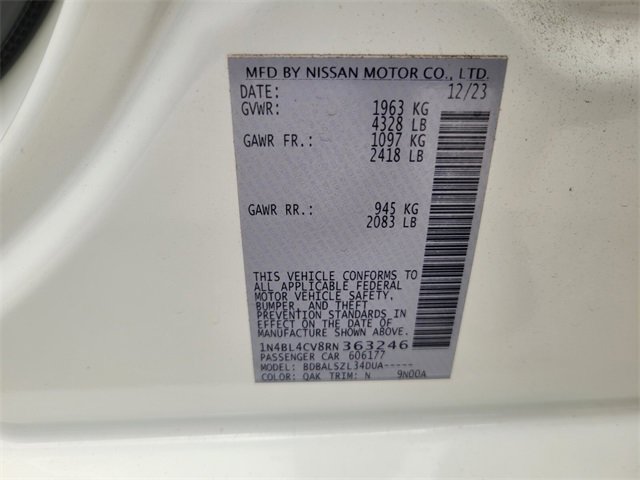 MFD BY NISSAN MOTOR CO., LTD.
DATE: 12/23
GVWR: 1963 KG
4328 LB
GAWR FR.: 1097 KG
2418 LB
GAWR RR.: 945 KG
2083 LB
THIS VEHICLE CONFORMS TO
ALL APPLICABLE FEDERAL
MOTOR VEHICLE SAFETY,
BUMPER, AND THEFT
PREVENTION STANDARDS IN
EFFECT ON THE DATE OF
MANUFACTURE SHOWN ABOVE.
1N4BL4CV8RN363246
PASSENGER CAR 606177
MODEL: BDBALSZL34DUA-----
COLOR: QAK TRIM: N 9N00A